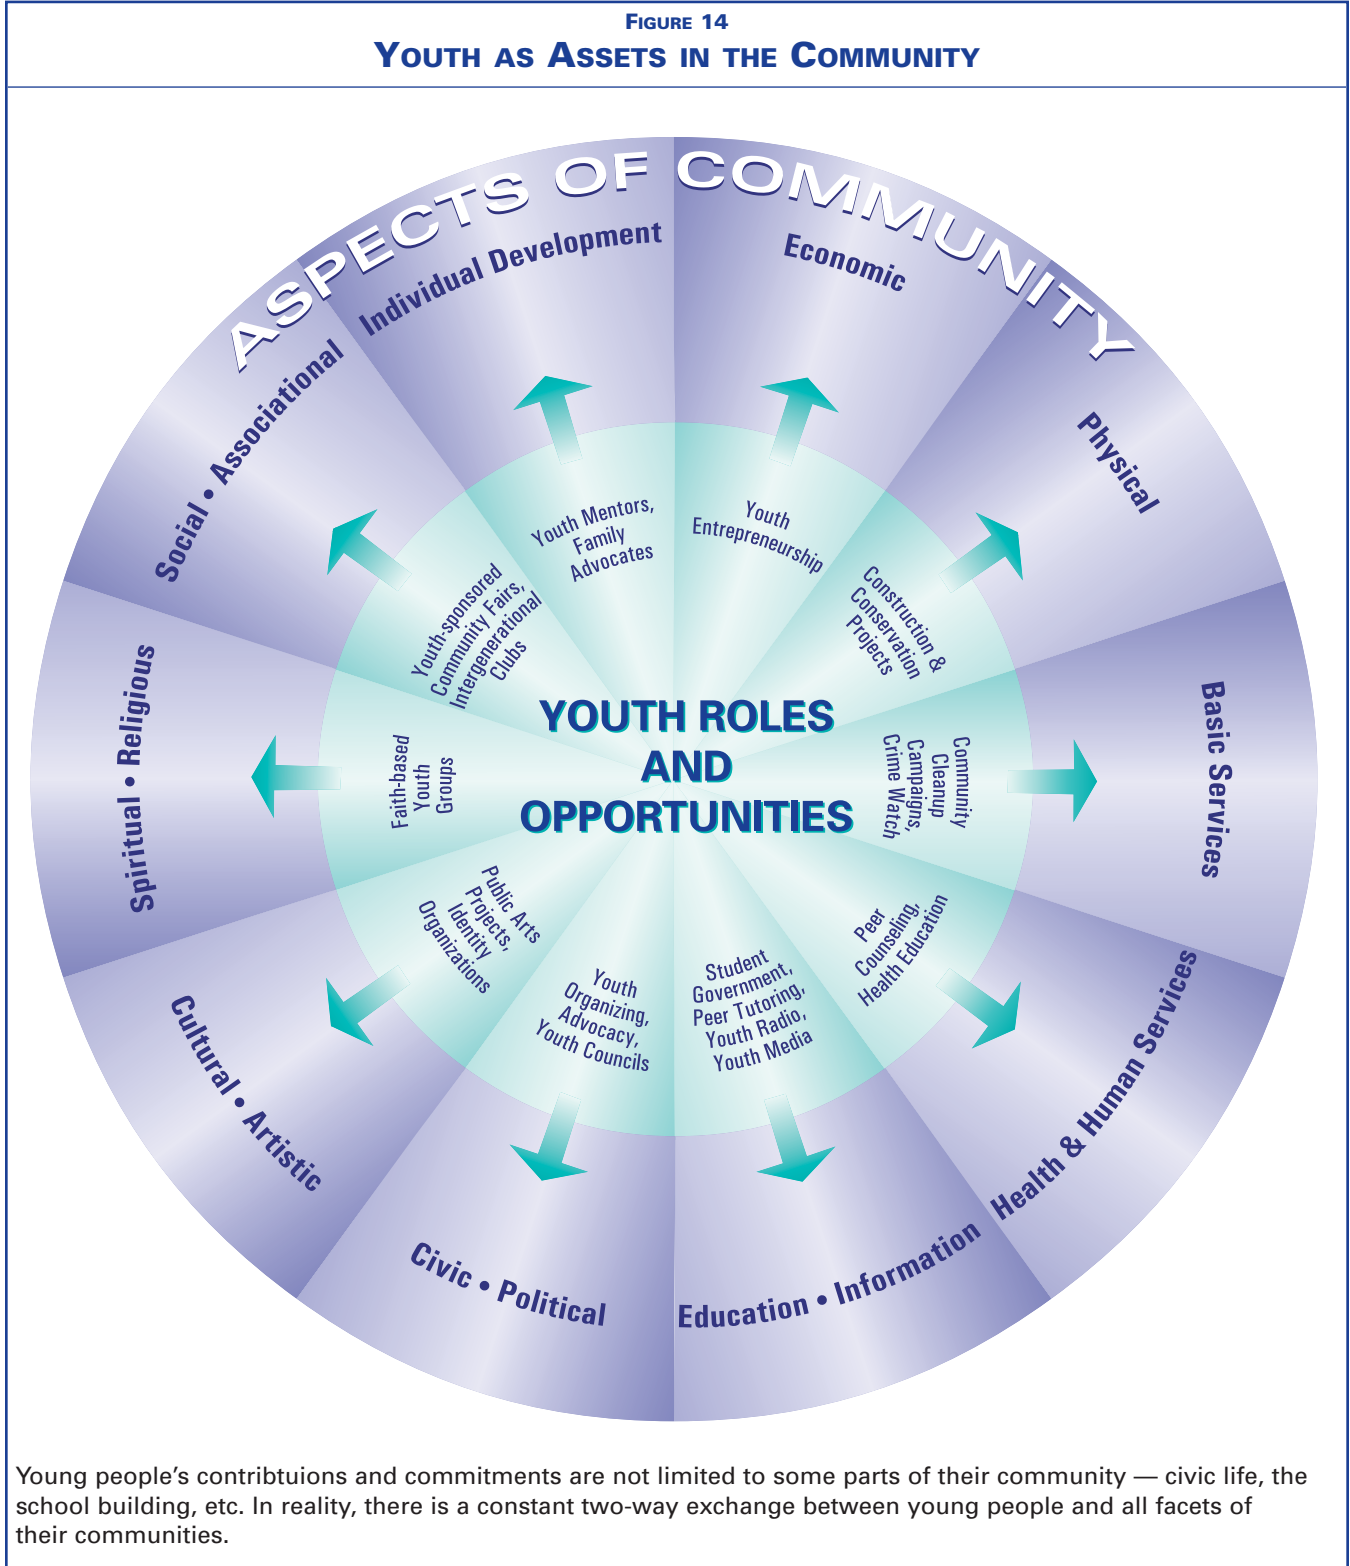 FIGURE 14
YOUTH AS ASSETS IN THE COMMUNITY
ASPECTS OF COMMUNITY
Individual Development
Economic
Physical
Basic Services
Health & Human Services
Education • Information
Civic • Political
Cultural • Artistic
Spiritual • Religious
Social • Associational
Youth Mentors,
Family
Advocates
Youth
Entrepreneurship
Construction &
Conservation
Projects
Community
Cleanup
Campaigns,
Crime Watch
Peer
Counseling,
Health Education
Student
Government,
Peer Tutoring,
Youth Radio,
Youth Media
Youth
Organizing,
Advocacy,
Youth Councils
Public Arts
Projects,
Identity
Organizations
Faith-based
Youth
Groups
Youth-sponsored
Community Fairs,
Intergenerational
Clubs
YOUTH ROLES
AND
OPPORTUNITIES
Young people's contribtuions and commitments are not limited to some parts of their community — civic life, the
school building, etc. In reality, there is a constant two-way exchange between young people and all facets of
their communities.